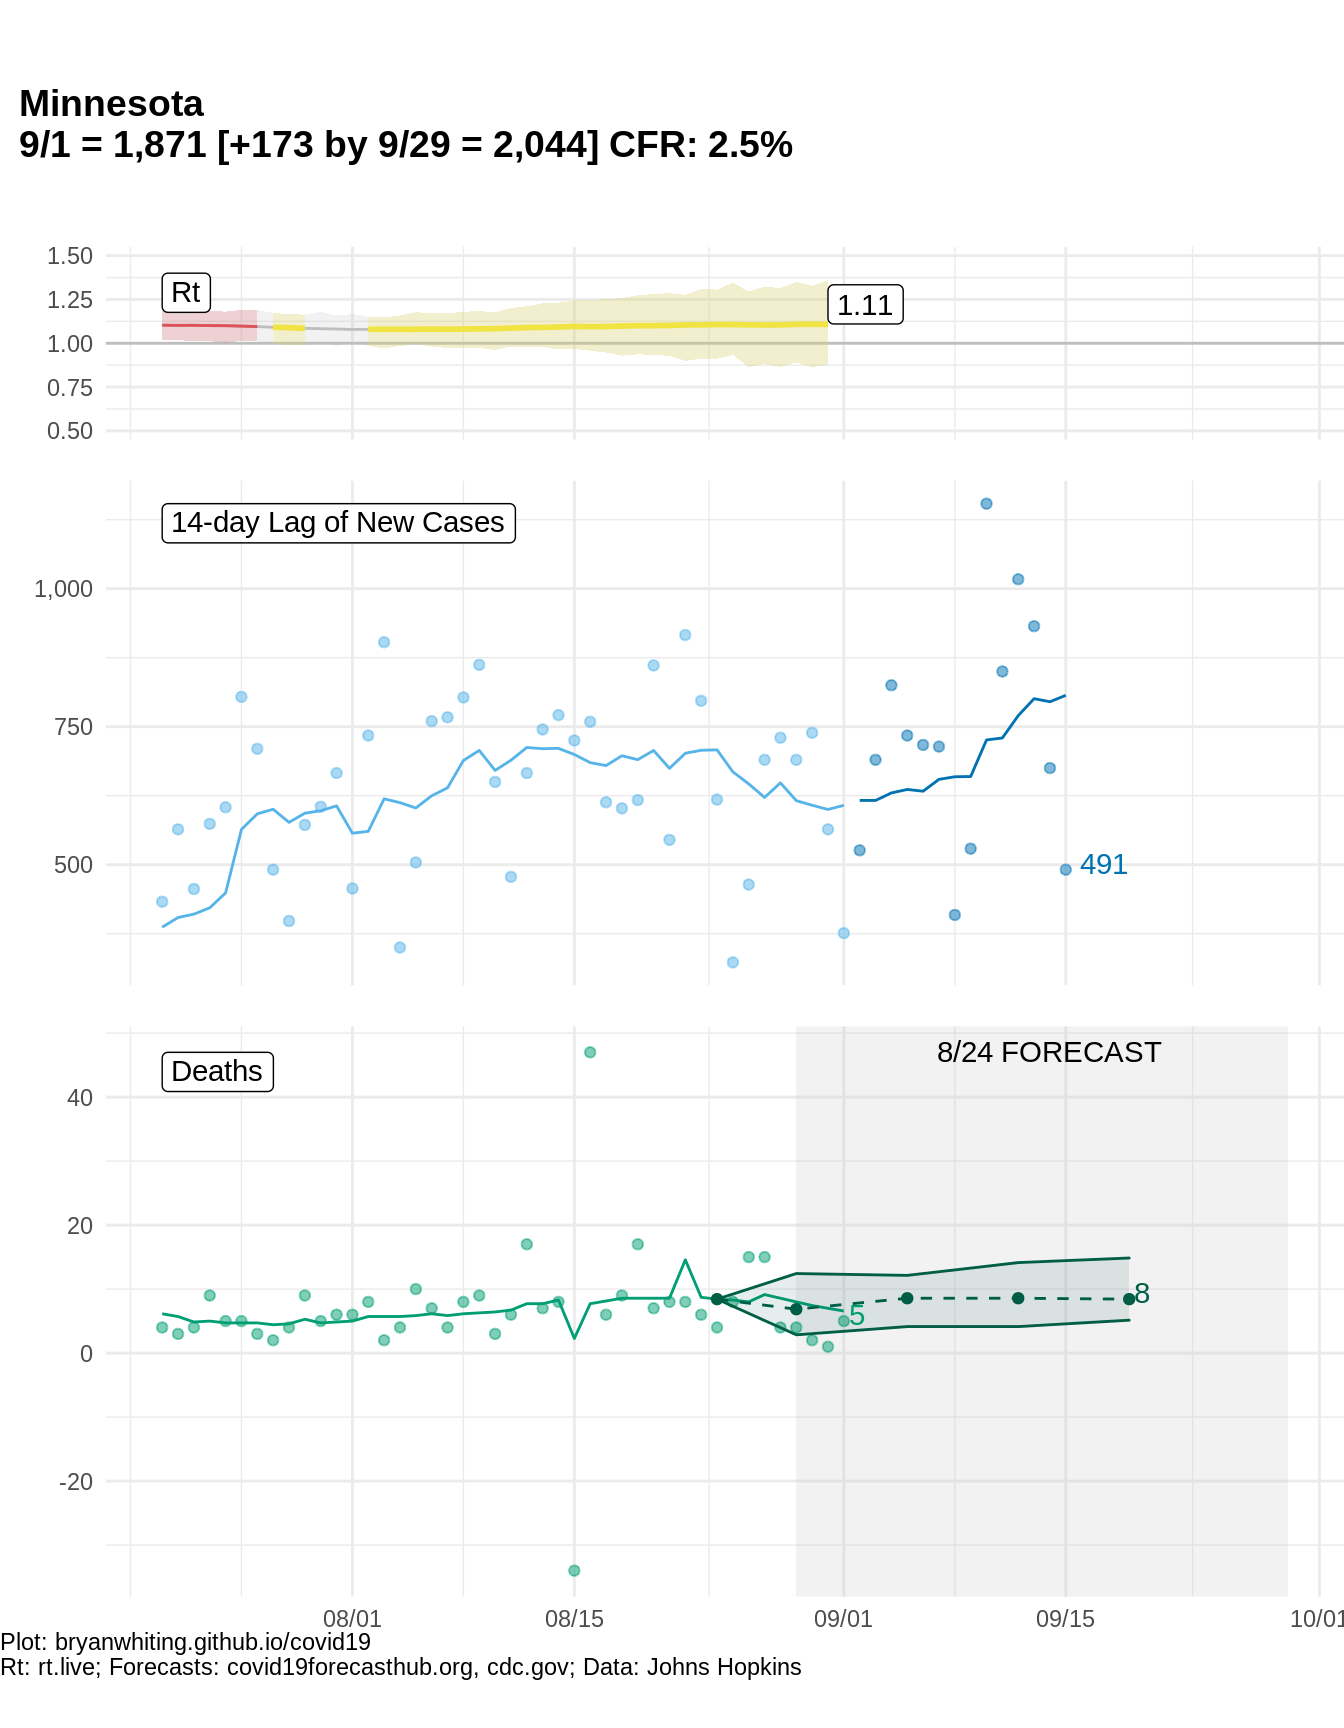 Minnesota
9/1 = 1,871 [+173 by 9/29 = 2,044] CFR: 2.5%
1.50
1.25
1.00
0.75
0.50
Rt
1.11
14-day Lag of New Cases
1,000
750
500
491
Deaths
8/24 FORECAST
40
20
0
-20
8
5
08/01
08/15
09/01
09/15
10/01
Plot: bryanwhiting.github.io/covid19
Rt: rt.live; Forecasts: covid19forecasthub.org, cdc.gov; Data: Johns Hopkins